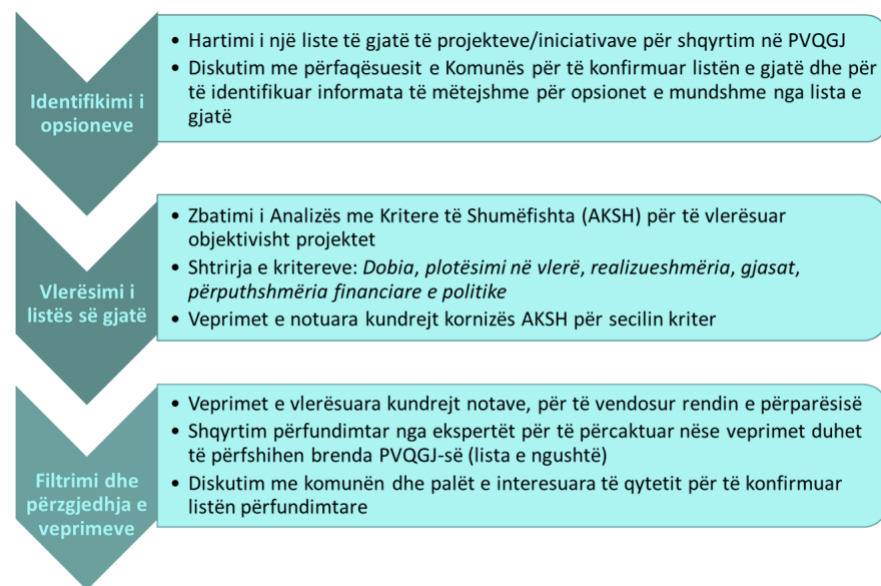 Identifikimi i
opsioneve
• Hartimi i një liste të gjatë të projekteve/iniciativave për shqyrtim në PVQGJ
• Diskutim me përfaqësuesit e Komunës për të konfirmuar listën e gjatë dhe për
të identifikuar informata të mëtejshme për opsionet e mundshme nga lista e
gjatë
Vlerësimi i
listës së gjatë
• Zbatimi i Analizës me Kritere të Shumëfishta (AKSH) për të vlerësuar
objektivisht projektet
• Shtrirja e kritereve: Dobia, plotësimi në vlerë, realizueshmëria, gjasat,
përputhshmëria financiare e politike
• Veprimet e notuara kundrejt kornizës AKSH për secilin kriter
Filtrimi dhe
përzgjedhja e
veprimeve
• Veprimet e vlerësuara kundrejt notave, për të vendosur rendin e përparësisë
• Shqyrtim përfundimtar nga ekspertët për të përcaktuar nëse veprimet duhet
të përfshihen brenda PVQGJ-së (lista e ngushtë)
• Diskutim me komunën dhe palët e interesuara të qytetit për të konfirmuar
listën përfundimtare